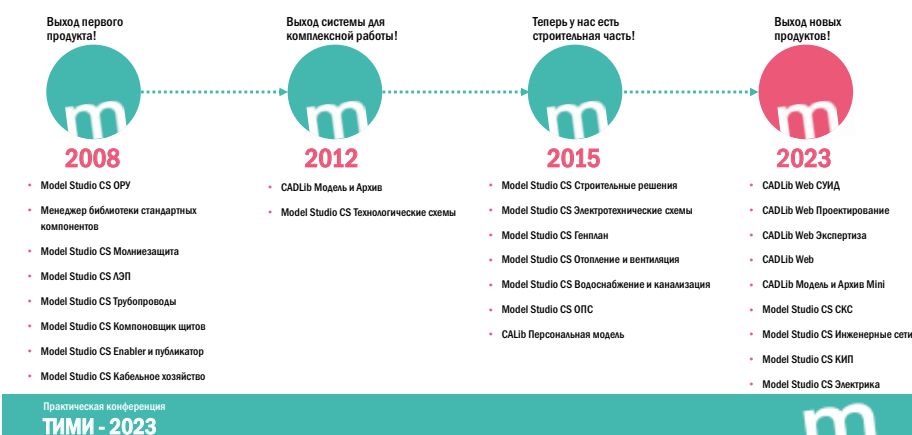 Выход первого
продукта!
2008
Model Studio CS ОРУ
Менеджер библиотеки стандартных
компонентов
Model Studio CS Молниезащита
Model Studio CS ЛЭП
Model Studio CS Трубопроводы
Model Studio CS Компоновщик щитов
Model Studio CS Enabler и публикатор
Model Studio CS Кабельное хозяйство
Выход системы для
комплексной работы!
2012
CADLib Модель и Архив
Model Studio CS Технологические схемы
Теперь у нас есть
строительная часть!
2015
Model Studio CS Строительные решения
Model Studio CS Электротехнические схемы
Model Studio CS Генплан
Model Studio CS Отопление и вентиляция
Model Studio CS Водоснабжение и канализация
Model Studio CS ОПС
CALib Персональная модель
Выход новых
продуктов!
2023
CADLib Web СУИД
CADLib Web Проектирование
CADLib Web Экспертиза
CADLib Web
CADLib Модель и Архив Mini
Model Studio CS СКС
Model Studio CS Инженерные сети
Model Studio CS КИП
Model Studio CS Электрика
Практическая конференция
ТИМИ - 2023